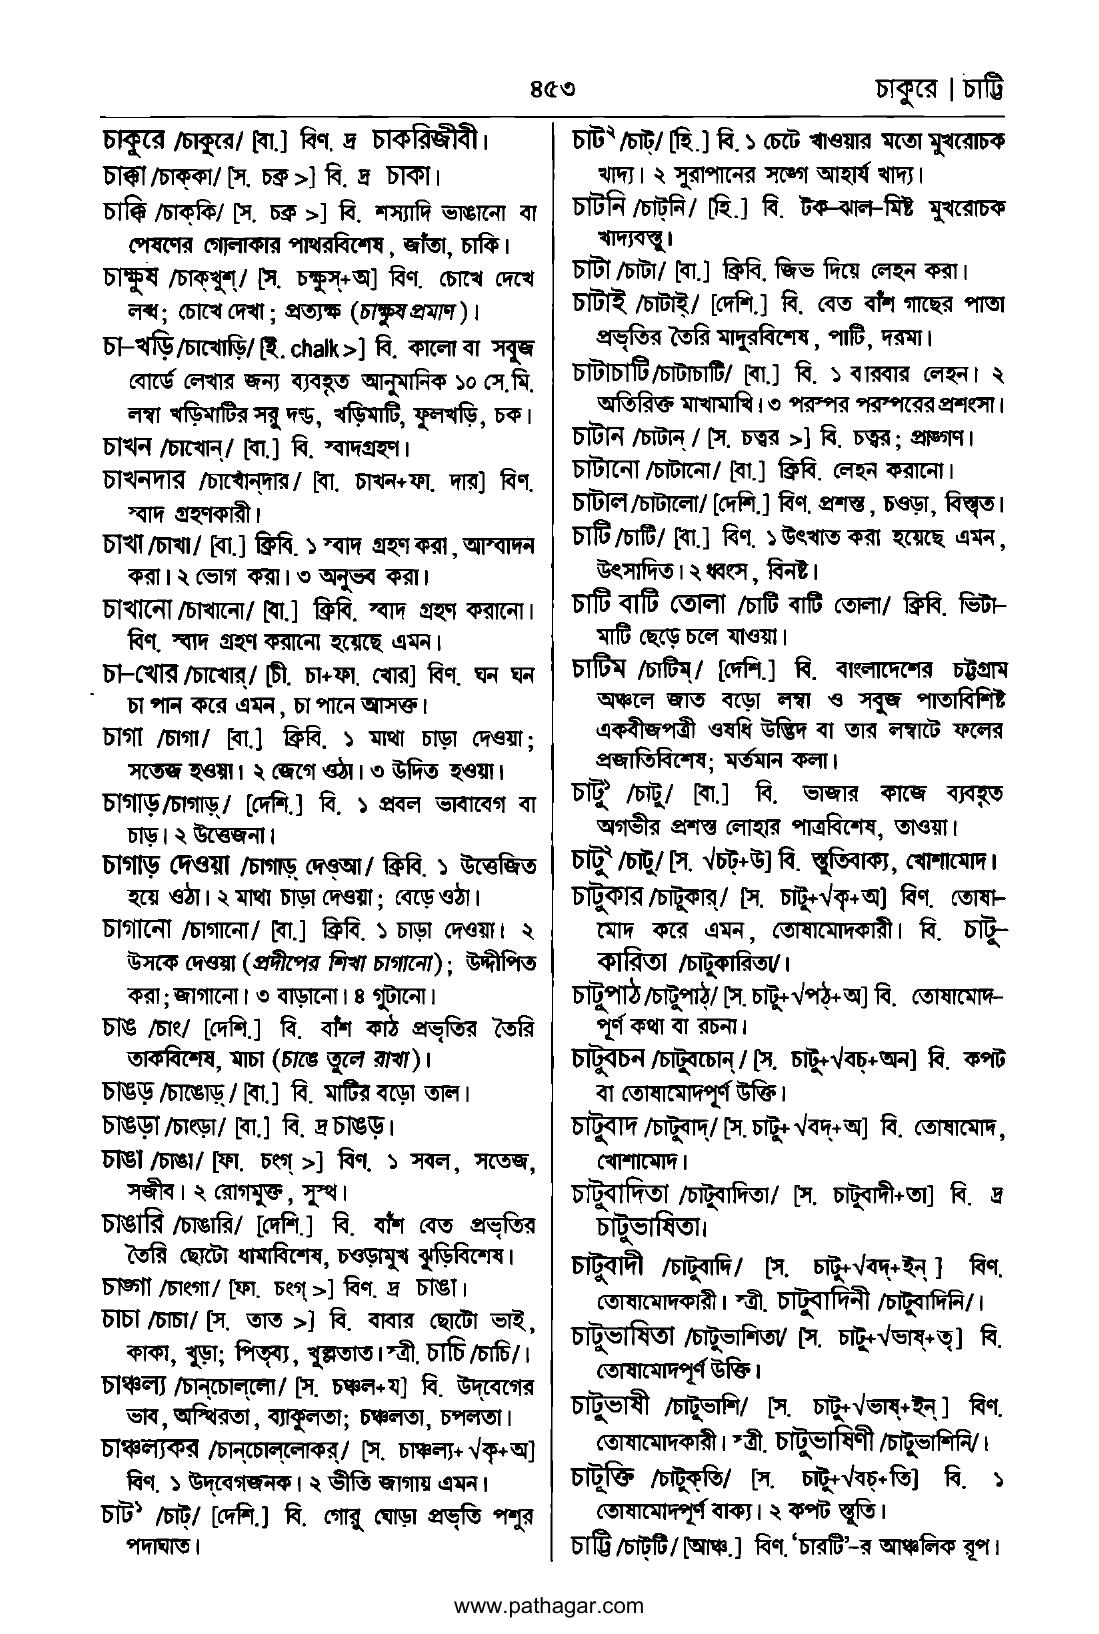 ৪৫৩
চাকুরে | চাট্টি
চাকুরে /চাকুরে/ [বা.] বিণ. দ্র চাকরিজীবী।
চাক্কা /চাক্‌কা/ [স. চক্র >] বি. দ্র চাকা।
চাক্কি /চাক্‌কি/ [স. চক্র >] বি. শস্যাদি ভাঙানো বা
পেষণের গোলাকার পাথরবিশেষ, জাঁতা, চাকি।
চাক্ষুষ /চাক্‌খুশ্‌/ [স. চক্ষুস্‌+অ] বিণ. চোখে দেখে
লব্ধ; চোখে দেখা; প্রত্যক্ষ (চাক্ষুষ প্রমাণ)।
চা-খড়ি /চাখোড়ি/ [ই. chalk >] বি. কালো বা সবুজ
বোর্ডে লেখার জন্য ব্যবহৃত আনুমানিক ১০ সে.মি.
লম্বা খড়িমাটির সরু দণ্ড, খড়িমাটি, ফুলখড়ি, চক।
চাখন /চাখোন্‌/ [বা.] বি. স্বাদগ্রহণ।
চাখনদার /চাখোন্‌দার/ [বা. চাখন+ফা. দার] বিণ.
স্বাদ গ্রহণকারী।
চাখা /চাখা/ [বা.] ক্রিবি. ১ স্বাদ গ্রহণ করা, আস্বাদন
করা। ২ ভোগ করা। ৩ অনুভব করা।
চাখানো /চাখানো/ [বা.] ক্রিবি. স্বাদ গ্রহণ করানো।
বিণ. স্বাদ গ্রহণ করানো হয়েছে এমন।
চা-খোর /চাখোর্‌/ [চী. চা+ফা. খোর] বিণ. ঘন ঘন
চা পান করে এমন, চা পানে আসক্ত।
চাগা /চাগা/ [বা.] ক্রিবি. ১ মাথা চাড়া দেওয়া;
সতেজ হওয়া। ২ জেগে ওঠা। ৩ উদিত হওয়া।
চাগাড় /চাগাড়্‌/ [দেশি.] বি. ১ প্রবল ভাবাবেগ বা
চাড়। ২ উত্তেজনা।
চাগাড় দেওয়া /চাগাড়্‌ দেওআ/ ক্রিবি. ১ উত্তেজিত
হয়ে ওঠা। ২ মাথা চাড়া দেওয়া; বেড়ে ওঠা।
চাগানো /চাগানো/ [বা.] ক্রিবি. ১ চাড়া দেওয়া। ২
উসকে দেওয়া (প্রদীপের শিখা চাগানো); উদ্দীপিত
করা; জাগানো। ৩ বাড়ানো। ৪ গুটানো।
চাঙ /চাং/ [দেশি.] বি. বাঁশ কাঠ প্রভৃতির তৈরি
তাকবিশেষ, মাচা (চাঙে তুলে রাখা)।
চাঙড় /চাঙোড়্‌/ [বা.] বি. মাটির বড়ো তাল।
চাঙড়া /চাংড়া/ [বা.] বি. দ্র চাঙড়।
চাঙা /চাঙা/ [ফা. চংগ্‌ >] বিণ. ১ সবল, সতেজ,
সজীব। ২ রোগমুক্ত, সুস্থ।
চাঙারি /চাঙারি/ [দেশি.] বি. বাঁশ বেত প্রভৃতির
তৈরি ছোটো ধামাবিশেষ, চওড়ামুখ ঝুড়িবিশেষ।
চাঙ্গা /চাংগা/ [ফা. চংগ্‌ >] বিণ. দ্র চাঙা।
চাচা /চাচা/ [স. তাত >] বি. বাবার ছোটো ভাই,
কাকা, খুড়া; পিতৃব্য, খুল্লতাত। স্ত্রী. চাচি /চাচি/।
চাঞ্চল্য /চান্‌চোল্‌লো/ [স. চঞ্চল+য] বি. উদ্‌বেগের
ভাব, অস্থিরতা, ব্যাকুলতা; চঞ্চলতা, চপলতা।
চাঞ্চল্যকর /চান্‌চোল্‌লোকর্‌/ [স. চাঞ্চল্য+√কৃ+অ]
বিণ. ১ উদ্‌বেগজনক। ২ ভীতি জাগায় এমন।
চাট১ /চাট্‌/ [দেশি.] বি. গোরু ঘোড়া প্রভৃতি পশুর
পদাঘাত।
চাট২ /চাট্‌/ [হি.] বি. ১ চেটে খাওয়ার মতো মুখরোচক
খাদ্য। ২ সুরাপানের সঙ্গে আহার্য খাদ্য।
চাটনি /চাট্‌নি/ [হি.] বি. টক-ঝাল-মিষ্ট মুখরোচক
খাদ্যবস্তু।
চাটা /চাটা/ [বা.] ক্রিবি. জিভ দিয়ে লেহন করা।
চাটাই /চাটাই্‌/ [দেশি.] বি. বেত বাঁশ গাছের পাতা
প্রভৃতির তৈরি মাদুরবিশেষ, পাটি, দরমা।
চাটাচাটি /চাটাচাটি/ [বা.] বি. ১ বারবার লেহন। ২
অতিরিক্ত মাখামাখি। ৩ পরস্পর পরস্পরের প্রশংসা।
চাটান /চাটান্‌/ [স. চত্বর >] বি. চত্বর; প্রাঙ্গণ।
চাটানো /চাটানো/ [বা.] ক্রিবি. লেহন করানো।
চাটাল /চাটালো/ [দেশি.] বিণ. প্রশস্ত, চওড়া, বিস্তৃত।
চাটি /চাটি/ [বা.] বিণ. ১ উৎখাত করা হয়েছে এমন,
উৎসাদিত। ২ ধ্বংস, বিনষ্ট।
চাটি বাটি তোলা /চাটি বাটি তোলা/ ক্রিবি. ভিটা-
মাটি ছেড়ে চলে যাওয়া।
চাটিম /চাটিম্‌/ [দেশি.] বি. বাংলাদেশের চট্টগ্রাম
অঞ্চলে জাত বড়ো লম্বা ও সবুজ পাতাবিশিষ্ট
একবীজপত্রী ওষধি উদ্ভিদ বা তার লম্বাটে ফলের
প্রজাতিবিশেষ; মর্তমান কলা।
চাটু১ /চাটু/ [বা.] বি. ভাজার কাজে ব্যবহৃত
অগভীর প্রশস্ত লোহার পাত্রবিশেষ, তাওয়া।
চাটু২ /চাটু/ [স. √চট্‌+উ] বি. স্তুতিবাক্য, খোশামোদ।
চাটুকার /চাটুকার্‌/ [স. চাটু+√কৃ+অ] বিণ. তোষা-
মোদ করে এমন, তোষামোদকারী। বি. চাটু-
কারিতা /চাটুকারিতা/।
চাটুপাঠ /চাটুপাঠ্‌/ [স. চাটু+√পঠ্‌+অ] বি. তোষামোদ-
পূর্ণ কথা বা রচনা।
চাটুবচন /চাটুবচোন্‌/ [স. চাটু+√বচ্‌+অন] বি. কপট
বা তোষামোদপূর্ণ উক্তি।
চাটুবাদ /চাটুবাদ্‌/ [স. চাটু+√বদ্‌+অ] বি. তোষামোদ,
খোশামোদ।
চাটুবাদিতা /চাটুবাদিতা/ [স. চাটুবাদী+তা] বি. দ্র
চাটুভাষিতা।
চাটুবাদী /চাটুবাদি/ [স. চাটু+√বদ্‌+ইন্‌] বিণ.
তোষামোদকারী। স্ত্রী. চাটুবাদিনী /চাটুবাদিনি/।
চাটুভাষিতা /চাটুভাশিতা/ [স. চাটু+√ভাষ্‌+তৃ] বি.
তোষামোদপূর্ণ উক্তি।
চাটুভাষী /চাটুভাশি/ [স. চাটু+√ভাষ্‌+ইন্‌] বিণ.
তোষামোদকারী। স্ত্রী. চাটুভাষিণী /চাটুভাশিনি/।
চাটূক্তি /চাটুক্‌তি/ [স. চাটু+√বচ্‌+তি] বি. ১
তোষামোদপূর্ণ বাক্য। ২ কপট স্তুতি।
চাট্টি /চাট্‌টি/ [আঞ্চ.] বিণ. ‘চারটি’-র আঞ্চলিক রূপ।
www.pathagar.com